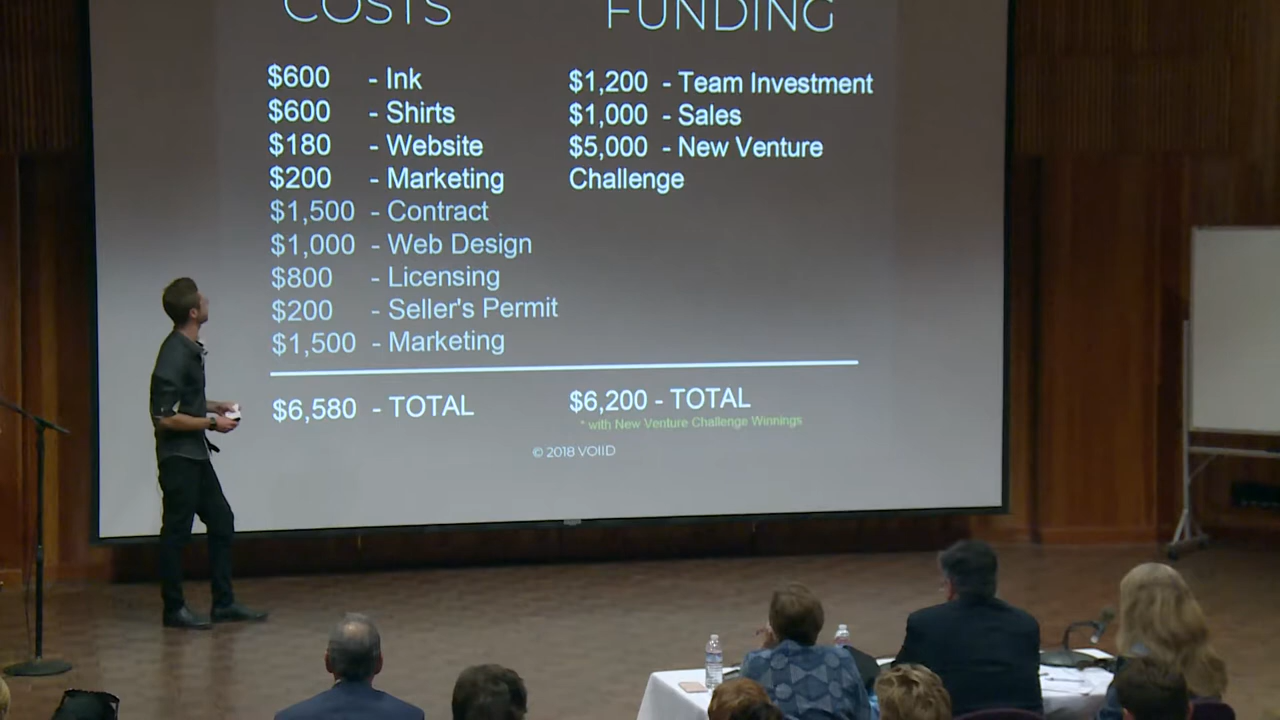 COSTS
FUNDING
$600 - Ink
$600 - Shirts
$180 - Website
$200 - Marketing
$1,500 - Contract
$1,000 - Web Design
$800 - Licensing
$200 - Seller's Permit
$1,500 - Marketing
$6,580 - TOTAL
$1,200 - Team Investment
$1,000 - Sales
$5,000 - New Venture
Challenge
$6,200 - TOTAL
* with New Venture Challenge Winnings
© 2018 VOIID